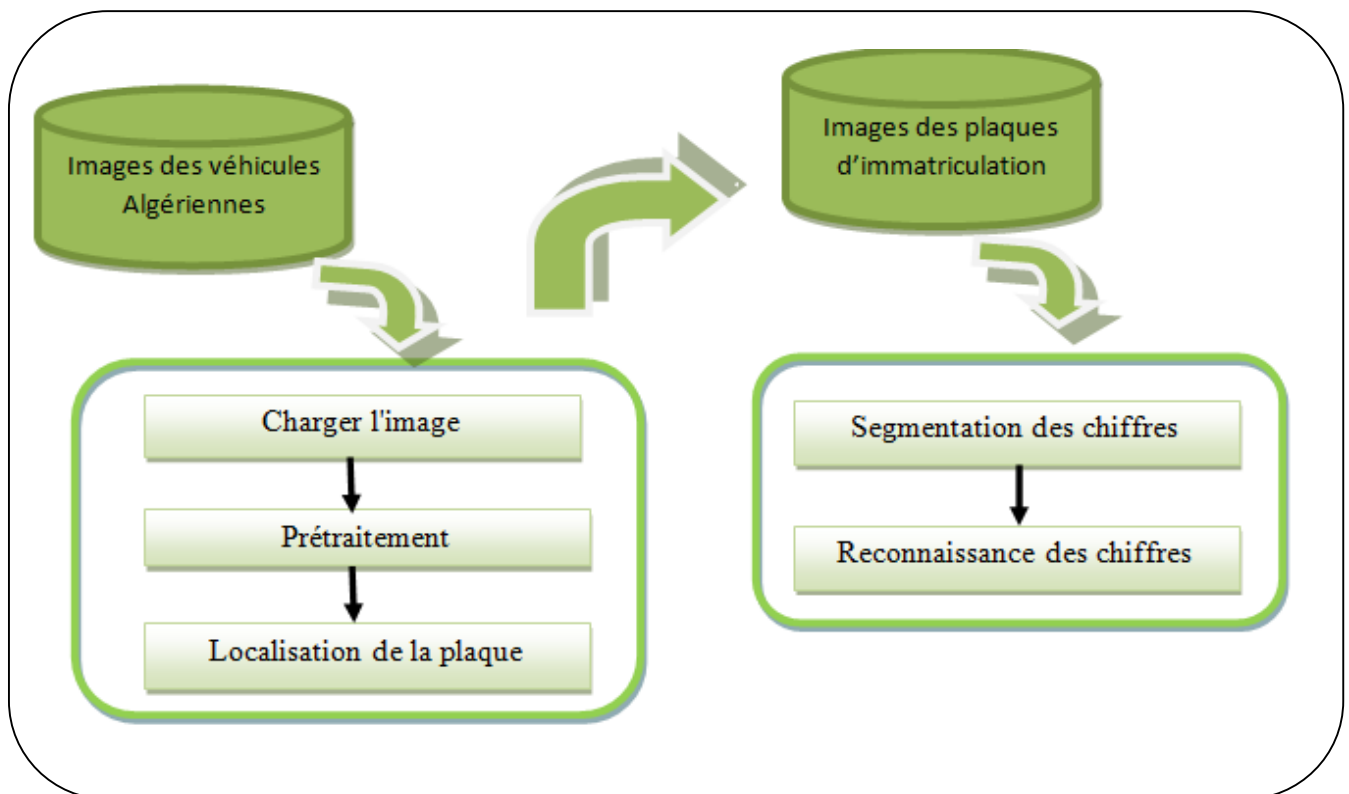 Images des véhicules
Algériennes
Charger l'image
Prétraitement
Localisation de la plaque
Images des plaques
d’immatriculation
Segmentation des chiffres
Reconnaissance des chiffres